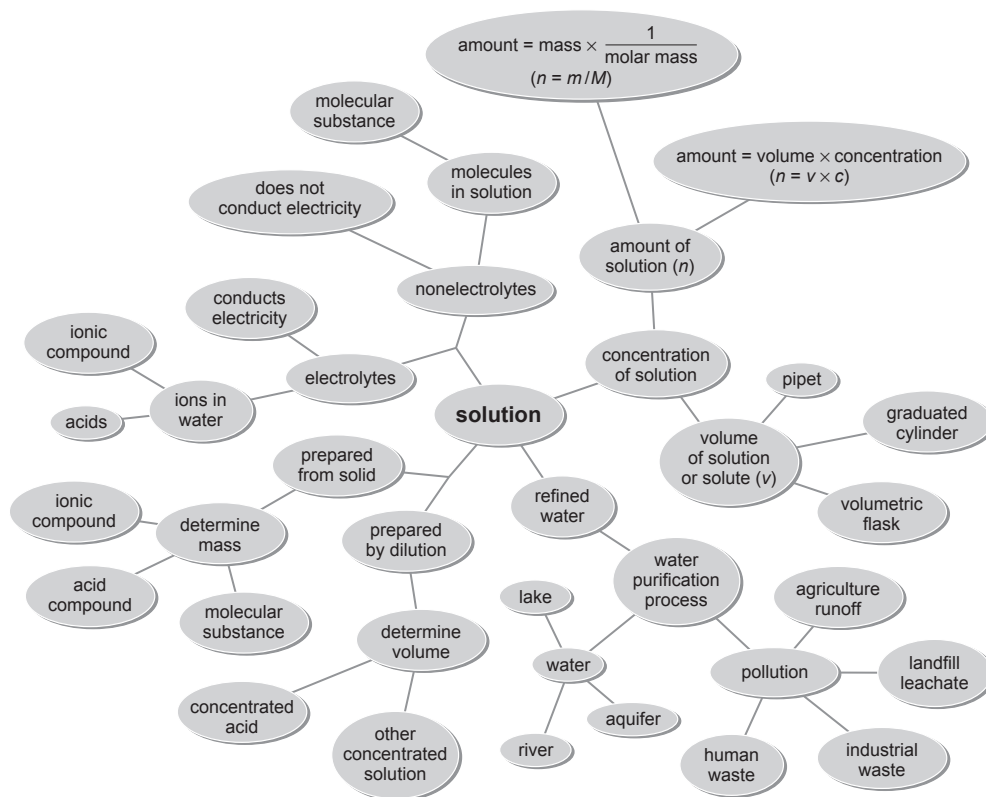 amount = mass × 1 / molar mass
(n = m/M)
molecular
substance
amount = volume × concentration
(n = v × c)
molecules
in solution
does not
conduct electricity
amount of
solution (n)
nonelectrolytes
conducts
electricity
ionic
compound
concentration
of solution
electrolytes
pipet
ions in
water
acids
solution
graduated
cylinder
volume
of solution
or solute (v)
prepared
from solid
refined
water
ionic
compound
volumetric
flask
determine
mass
prepared
by dilution
water
purification
process
acid
compound
lake
agriculture
runoff
molecular
substance
determine
volume
water
pollution
landfill
leachate
concentrated
acid
aquifer
other
concentrated
solution
river
human
waste
industrial
waste